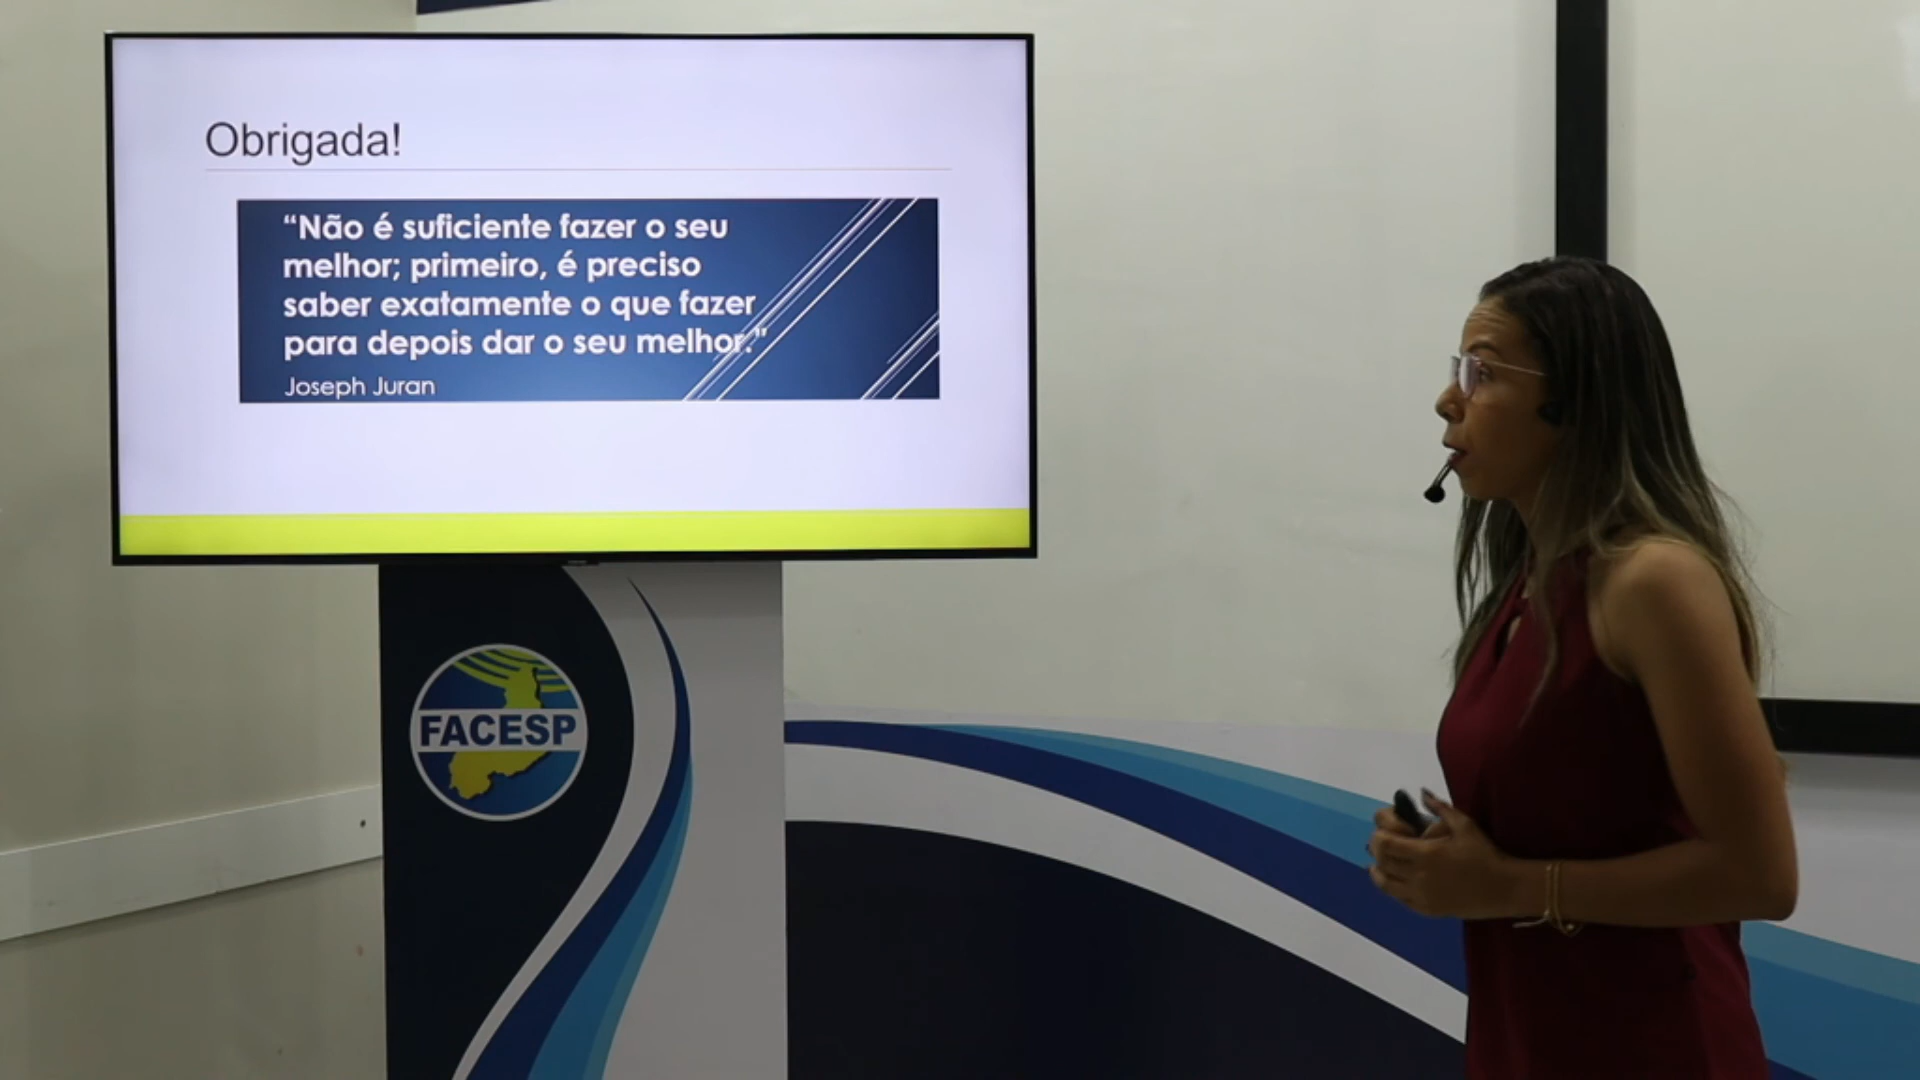 Obrigada!
“Não é suficiente fazer o seu
melhor; primeiro, é preciso
saber exatamente o que fazer
para depois dar o seu melhor.”
Joseph Juran
FACESP